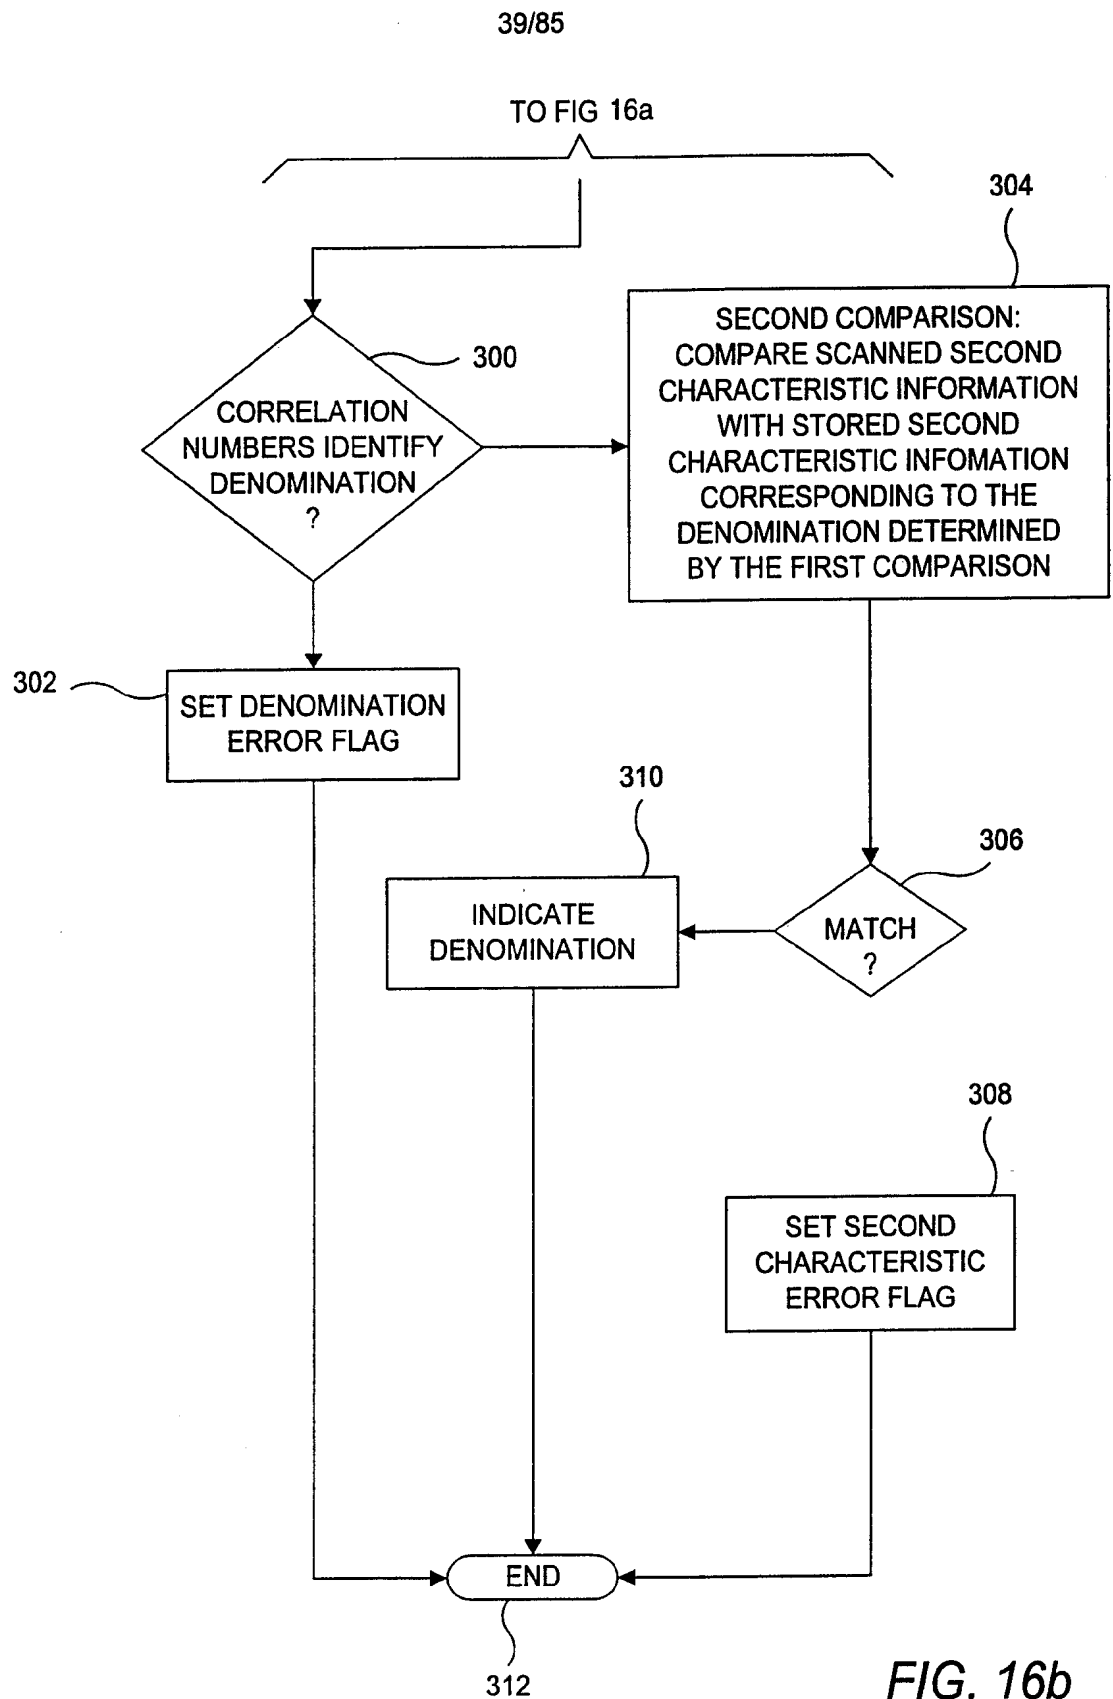 39/85
TO FIG 16a
304
SECOND COMPARISON:
COMPARE SCANNED SECOND
CHARACTERISTIC INFORMATION
WITH STORED SECOND
CHARACTERISTIC INFOMATION
CORRESPONDING TO THE
DENOMINATION DETERMINED
BY THE FIRST COMPARISON
300
CORRELATION
NUMBERS IDENTIFY
DENOMINATION
?
302
SET DENOMINATION
ERROR FLAG
310
INDICATE
DENOMINATION
306
MATCH
?
308
SET SECOND
CHARACTERISTIC
ERROR FLAG
END
312
FIG. 16b